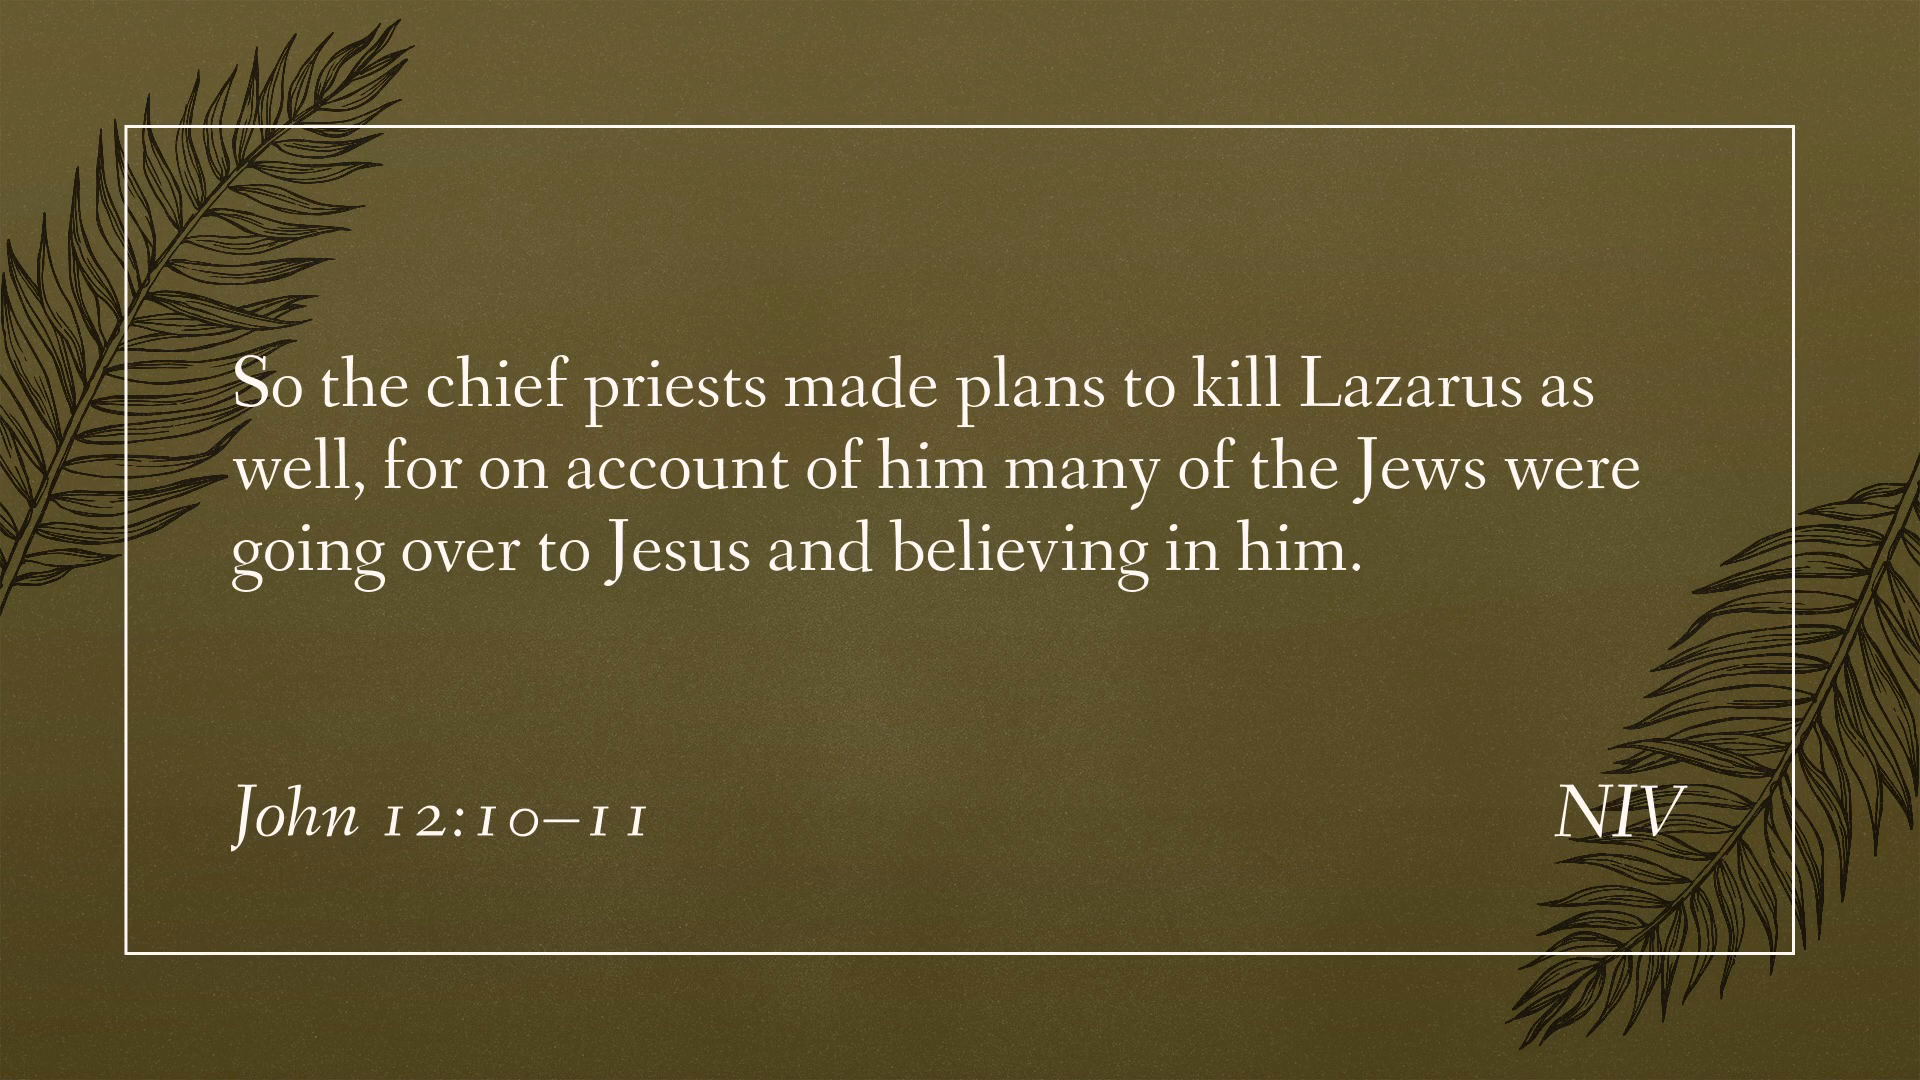 So the chief priests made plans to kill Lazarus as
well, for on account of him many of the Jews were
going over to Jesus and believing in him.
John 12:10–11
NIV